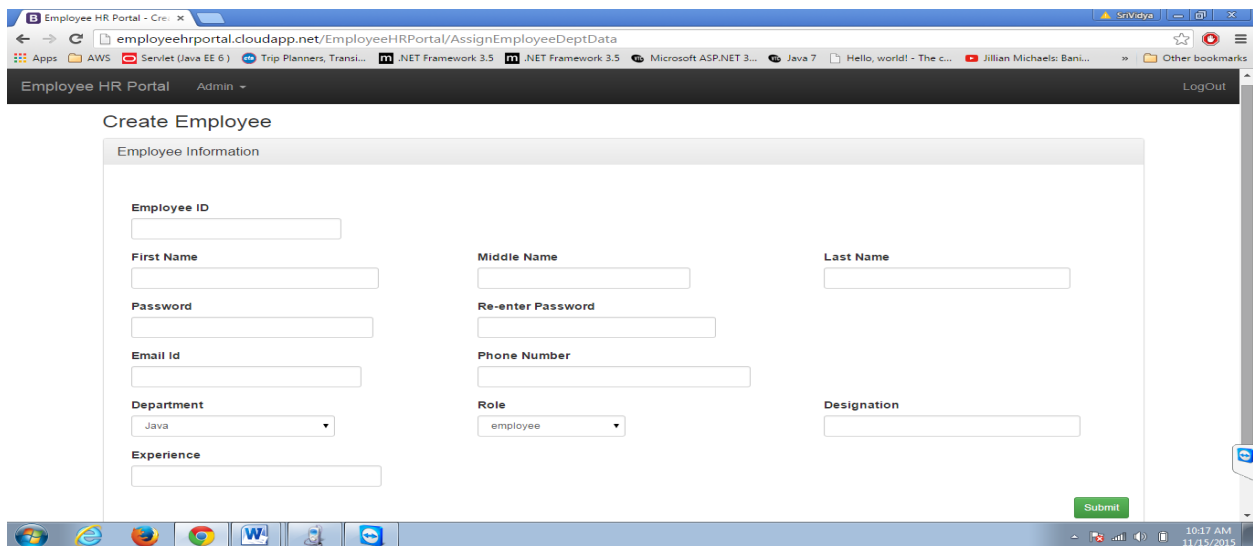 Employee HR Portal - Cre
SriVidya
employeehrportal.cloudapp.net/EmployeeHRPortal/AssignEmployeeDeptData
Apps AWS Servlet (Java EE 6 ) Trip Planners, Transi... .NET Framework 3.5 .NET Framework 3.5 Microsoft ASP.NET 3... Java 7 Hello, world! - The c... Jillian Michaels: Bani... » Other bookmarks
Employee HR Portal Admin LogOut
Create Employee
Employee Information
Employee ID
First Name Middle Name Last Name
Password Re-enter Password
Email Id Phone Number
Department Role Designation
Java employee
Experience
Submit
10:17 AM
11/15/2015